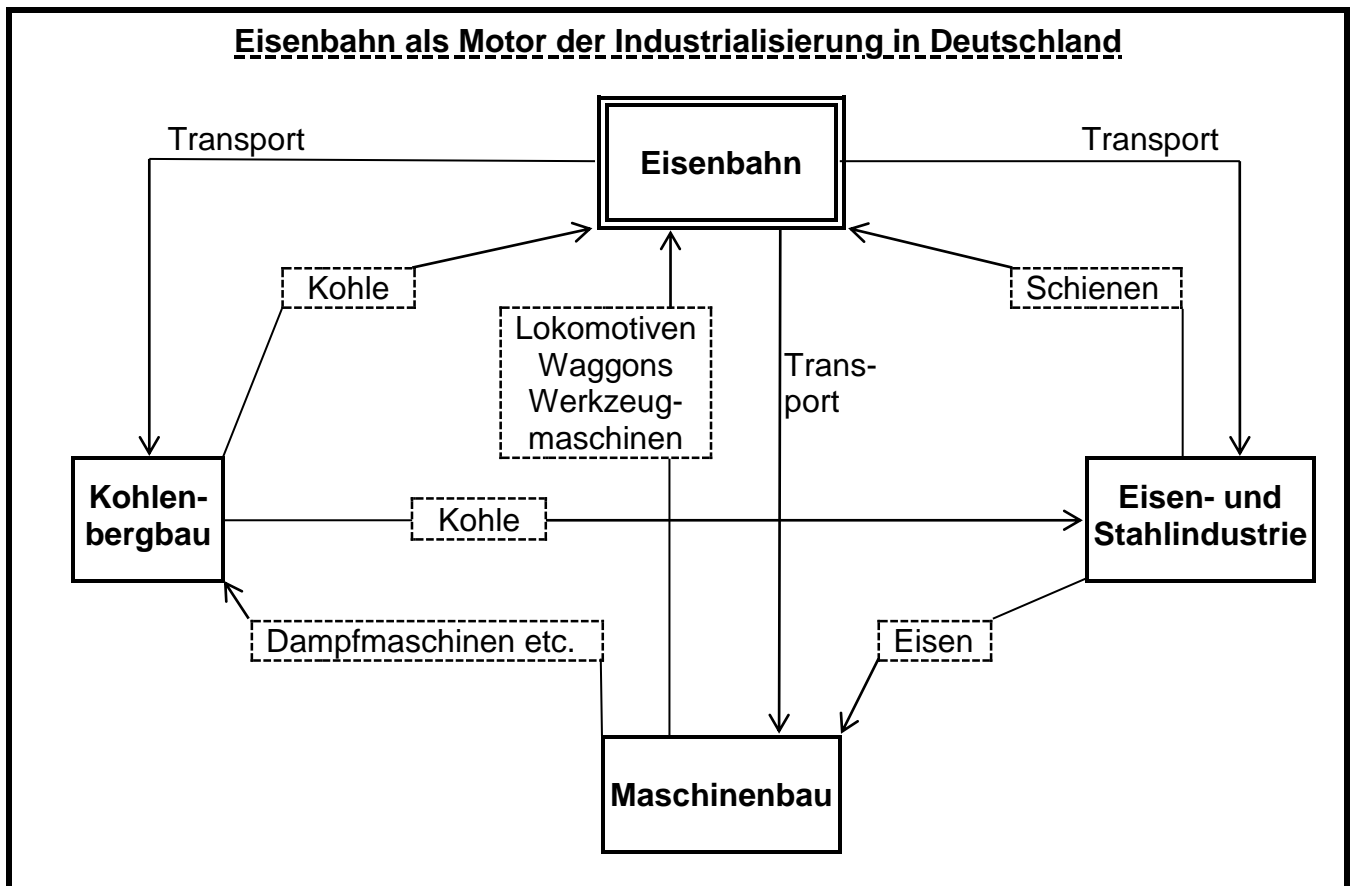 Eisenbahn als Motor der Industrialisierung in Deutschland
Transport
Transport
Eisenbahn
Kohle
Schienen
Lokomotiven
Waggons
Werkzeug-
maschinen
Trans-
port
Kohlen-
bergbau
Kohle
Eisen- und
Stahlindustrie
Dampfmaschinen etc.
Eisen
Maschinenbau